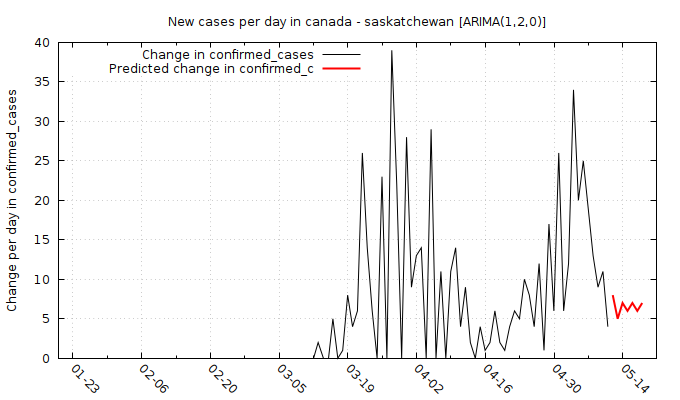 New cases per day in canada - saskatchewan [ARIMA(1,2,0)]
Change in confirmed_cases
Predicted change in confirmed_c
Change per day in confirmed_cases
40
35
30
25
20
15
10
5
0
01-23 02-06 02-20 03-05 03-19 04-02 04-16 04-30 05-14